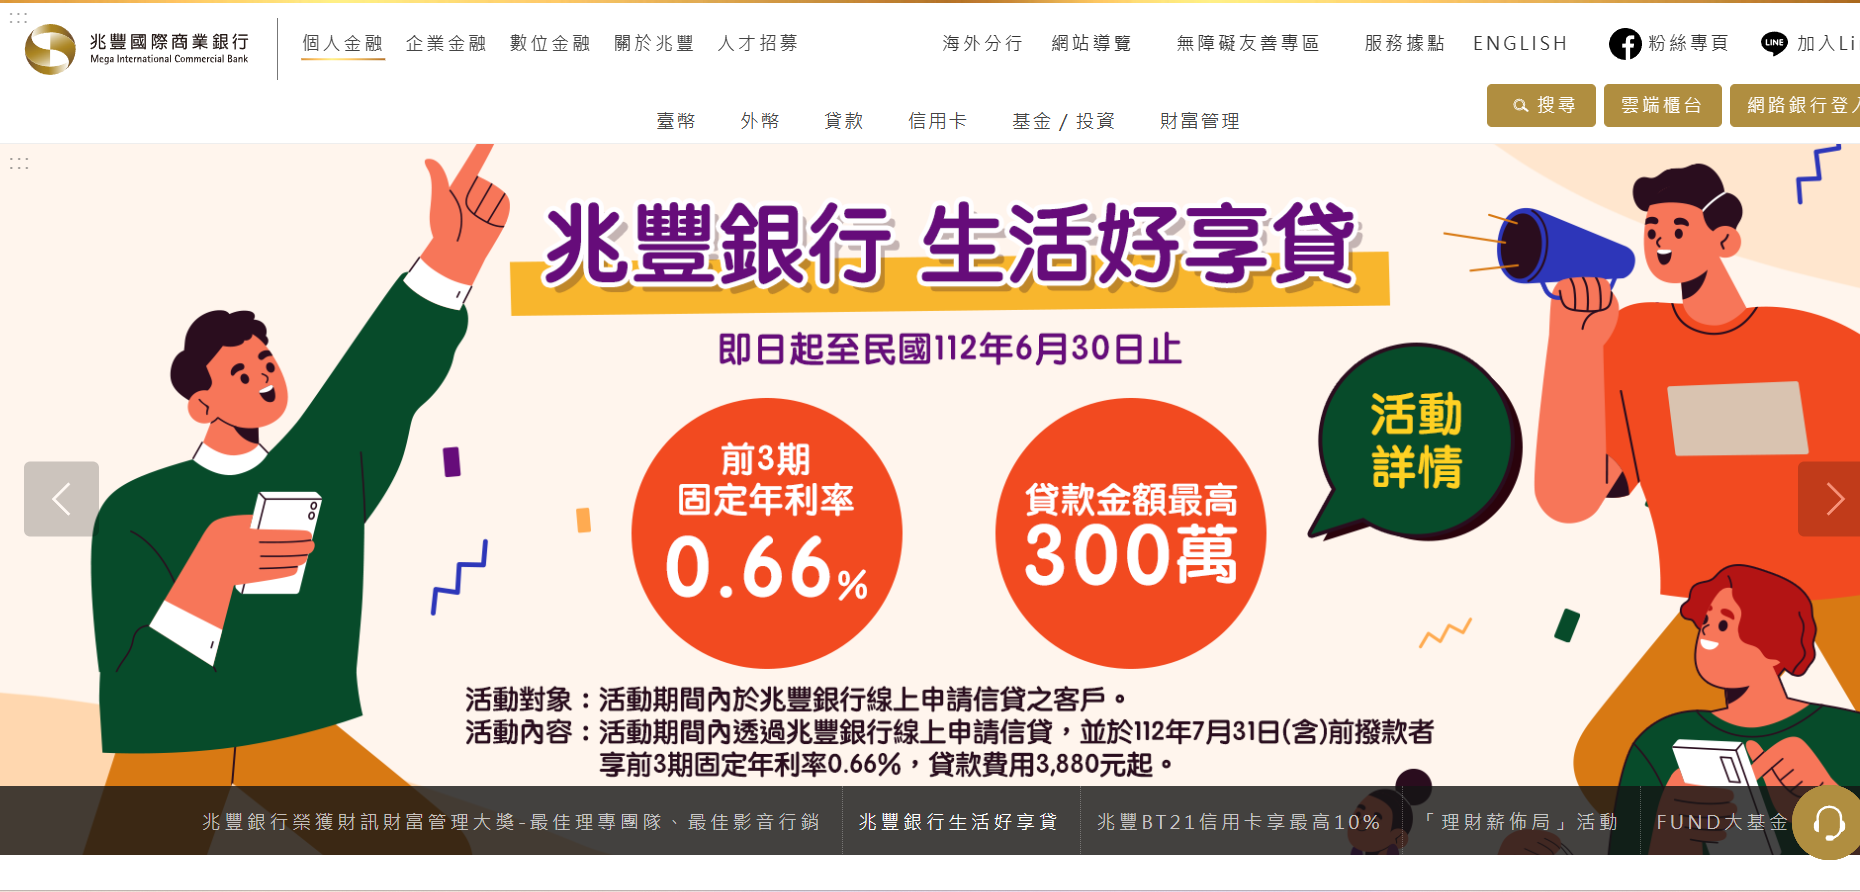 兆豐國際商業銀行
Mega International Commercial Bank
個人金融 企業金融 數位金融 關於兆豐 人才招募 海外分行 網站導覽 無障礙友善專區 服務據點 ENGLISH 粉絲專頁 加入Li
搜尋 雲端櫃台 網路銀行登入
臺幣 外幣 貸款 信用卡 基金 / 投資 財富管理
兆豐銀行 生活好享貸
即日起至民國112年6月30日止
前3期
固定年利率
0.66%
貸款金額最高
300萬
活動
詳情
活動對象：活動期間內於兆豐銀行線上申請信貸之客戶。
活動內容：活動期間內透過兆豐銀行線上申請信貸，並於112年7月31日(含)前撥款者
享前3期固定年利率0.66%，貸款費用3,880元起。
兆豐銀行榮獲財訊財富管理大獎-最佳理專團隊、最佳影音行銷 兆豐銀行生活好享貸 兆豐BT21信用卡享最高10% 「理財薪佈局」活動 FUND大基金